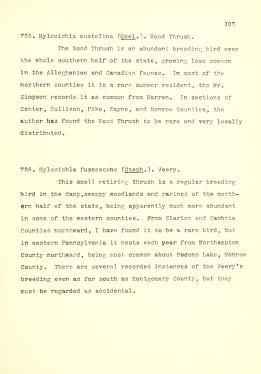 103
755. Hylocichla mustelina (Gmel.). Wood Thrush.
The Wood Thrush is an abundant breeding bird over
the whole southern half of the state, growing less common
in the Alleghanian and Canadian faunas. In most of the
northern counties it is a rare summer resident, tho Mr.
Simpson records it as common from Warren. In sections of
Center, Sullivan, Pike, Wayne, and Monroe Counties, the
author has found the Wood Thrush to be rare and very locally
distributed.
756. Hylocichla fuscescens (Steph.). Veery.
This small retiring thrush is a regular breeding
bird in the damp, swampy woodlands and ravines of the north-
ern half of the state, being apparently much more abundant
in some of the western counties. From Clarion and Cambria
Counties northward, I have found it to be a rare bird, but
in eastern Pennsylvania it nests each year from Northampton
County northward, being most common about Pocono Lake, Monroe
County. There are several recorded instances of the Veery's
breeding even as far south as Montgomery County, but they
must be regarded as accidental.